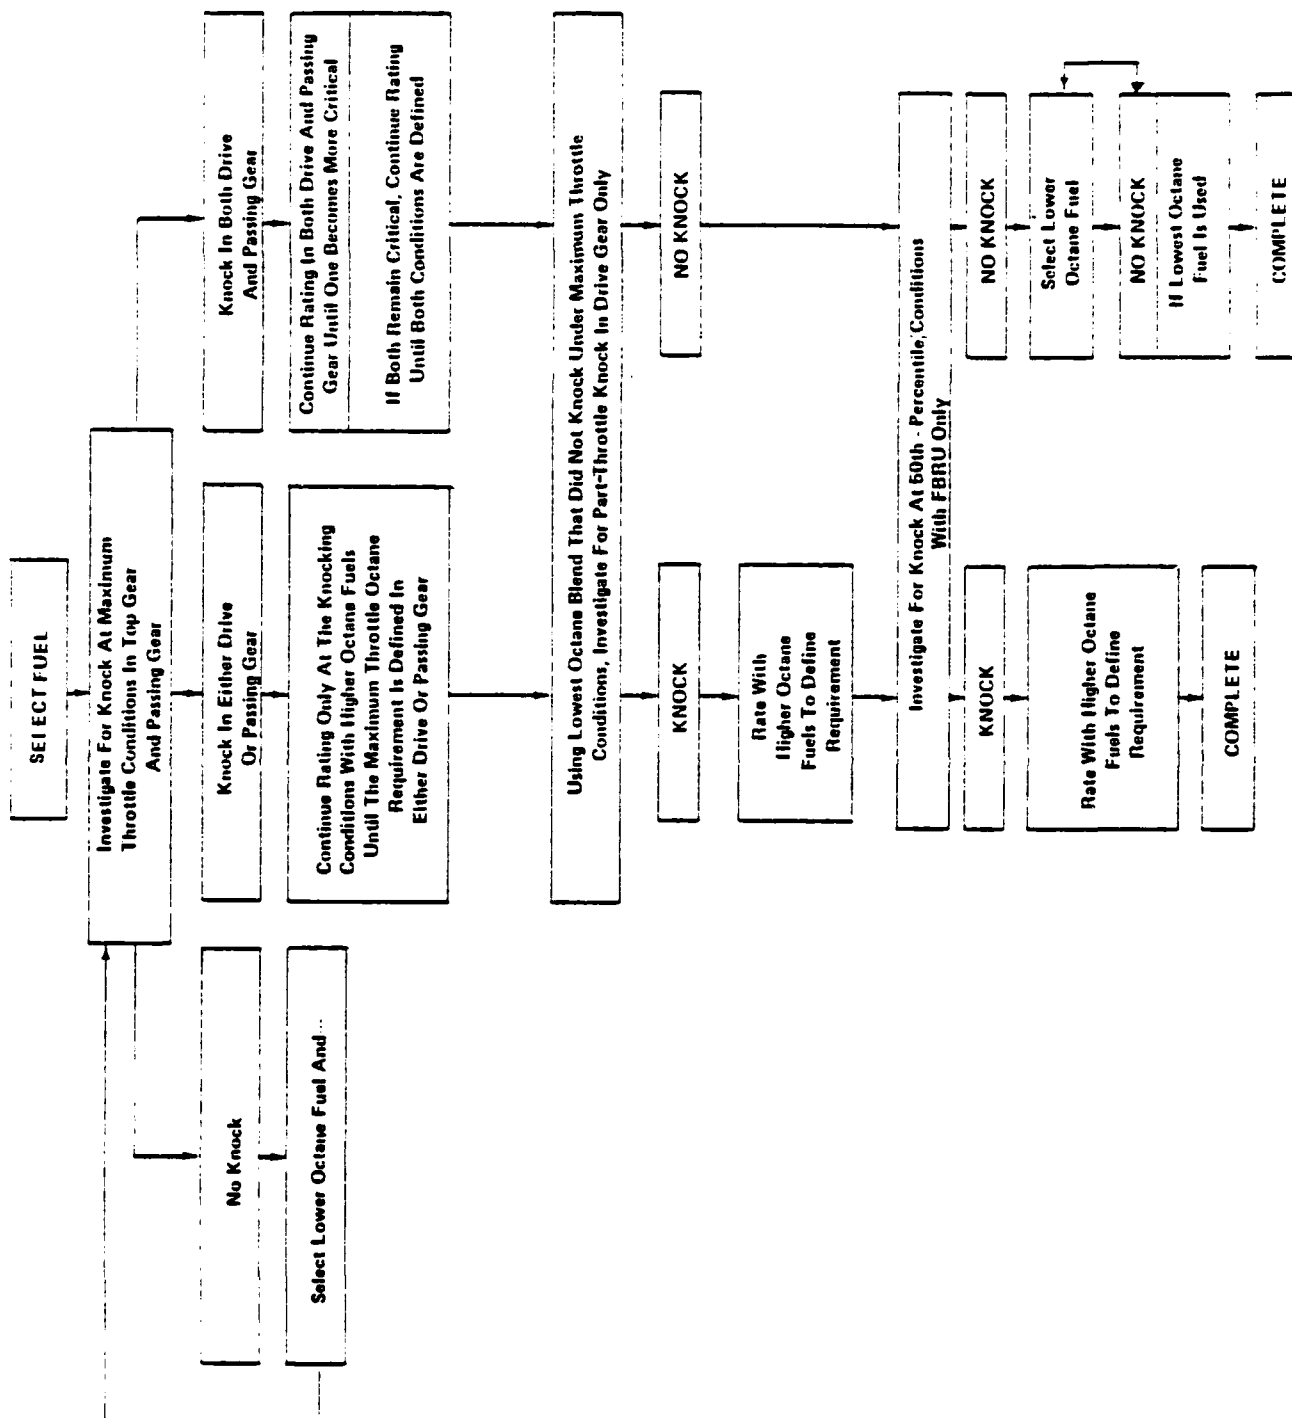 SELECT FUEL
Investigate For Knock At Maximum
Throttle Conditions In Top Gear
And Passing Gear
No Knock
Select Lower Octane Fuel And...
Knock In Either Drive
Or Passing Gear
Continue Rating Only At The Knocking
Conditions With Higher Octane Fuels
Until The Maximum Throttle Octane
Requirement Is Defined In
Either Drive Or Passing Gear
Knock In Both Drive
And Passing Gear
Continue Rating In Both Drive And Passing
Gear Until One Becomes More Critical
If Both Remain Critical, Continue Rating
Until Both Conditions Are Defined
Using Lowest Octane Blend That Did Not Knock Under Maximum Throttle
Conditions, Investigate For Part-Throttle Knock In Drive Gear Only
KNOCK
Rate With
Higher Octane
Fuels To Define
Requirement
NO KNOCK
Investigate For Knock At 50th - Percentile Conditions
With FBRU Only
KNOCK
Rate With Higher Octane
Fuels To Define
Requirement
COMPLETE
NO KNOCK
Select Lower
Octane Fuel
NO KNOCK
If Lowest Octane
Fuel Is Used
COMPLETE